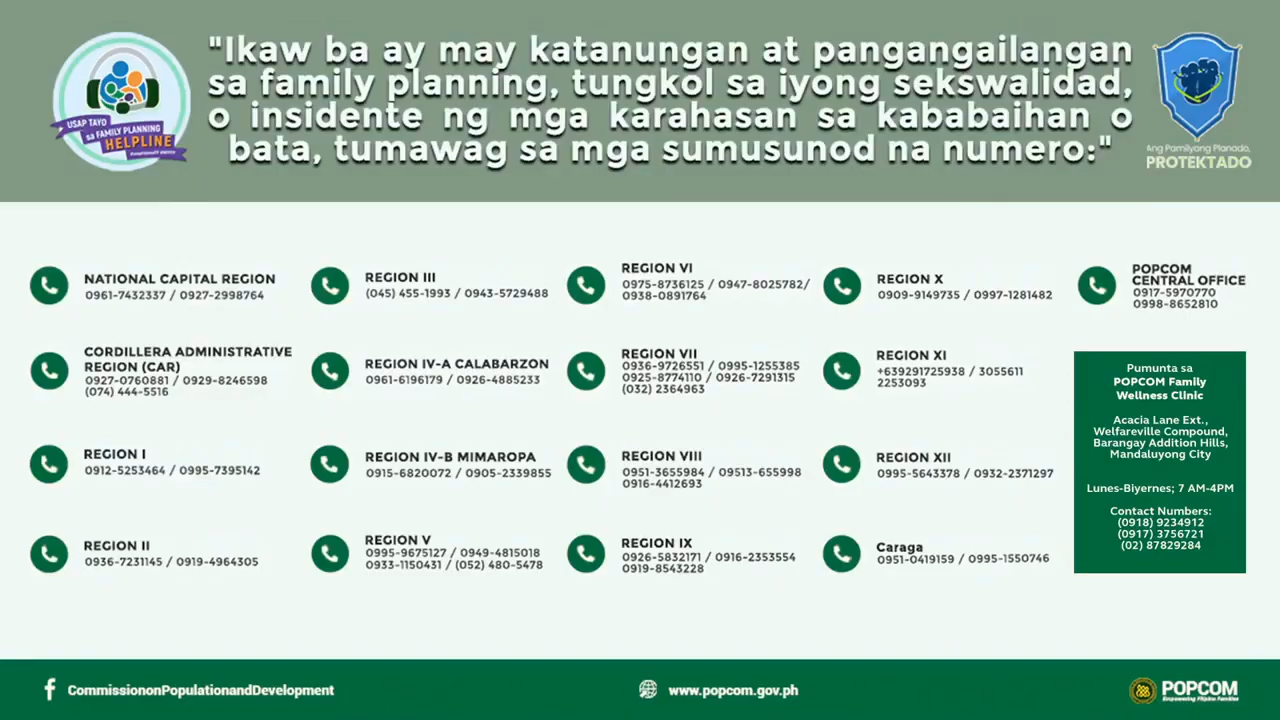 "Ikaw ba ay may katanungan at pangangailangan
sa family planning, tungkol sa iyong sekswalidad,
o insidente ng mga karahasan sa kababaihan o
bata, tumawag sa mga sumusunod na numero:"
USAP TAYO
sa FAMILY PLANNING
HELPLINE
Ang Pamilyang Planado,
PROTEKTADO
NATIONAL CAPITAL REGION
0961-7432337 / 0927-2998764
CORDILLERA ADMINISTRATIVE
REGION (CAR)
0927-0760881 / 0929-8246598
(074) 444-5516
REGION I
0912-5253464 / 0995-7395142
REGION II
0936-7231145 / 0919-4964305
REGION III
(045) 455-1993 / 0943-5729488
REGION IV-A CALABARZON
0961-6196179 / 0926-4885233
REGION IV-B MIMAROPA
0915-6820072 / 0905-2339855
REGION V
0995-9675127 / 0949-4815018
0933-1150431 / (052) 480-5478
REGION VI
0975-8736125 / 0947-8025782/
0938-0891764
REGION VII
0936-9726551 / 0995-1255385
0925-8774110 / 0926-7291315
(032) 2364963
REGION VIII
0951-3655984 / 09513-655998
0916-4412693
REGION IX
0926-5832171 / 0916-2353554
0919-8543228
REGION X
0909-9149735 / 0997-1281482
REGION XI
+639291725938 / 3055611
2253093
REGION XII
0995-5643378 / 0932-2371297
Caraga
0951-0419159 / 0995-1550746
POPCOM
CENTRAL OFFICE
0917-5970770
0998-8652810
Pumunta sa
POPCOM Family
Wellness Clinic
Acacia Lane Ext.,
Welfareville Compound,
Barangay Addition Hills,
Mandaluyong City
Lunes-Biyernes; 7 AM-4PM
Contact Numbers:
(0918) 9234912
(0917) 3756721
(02) 87829284
CommissiononPopulationandDevelopment
www.popcom.gov.ph
POPCOM
Empowering Filipino Families